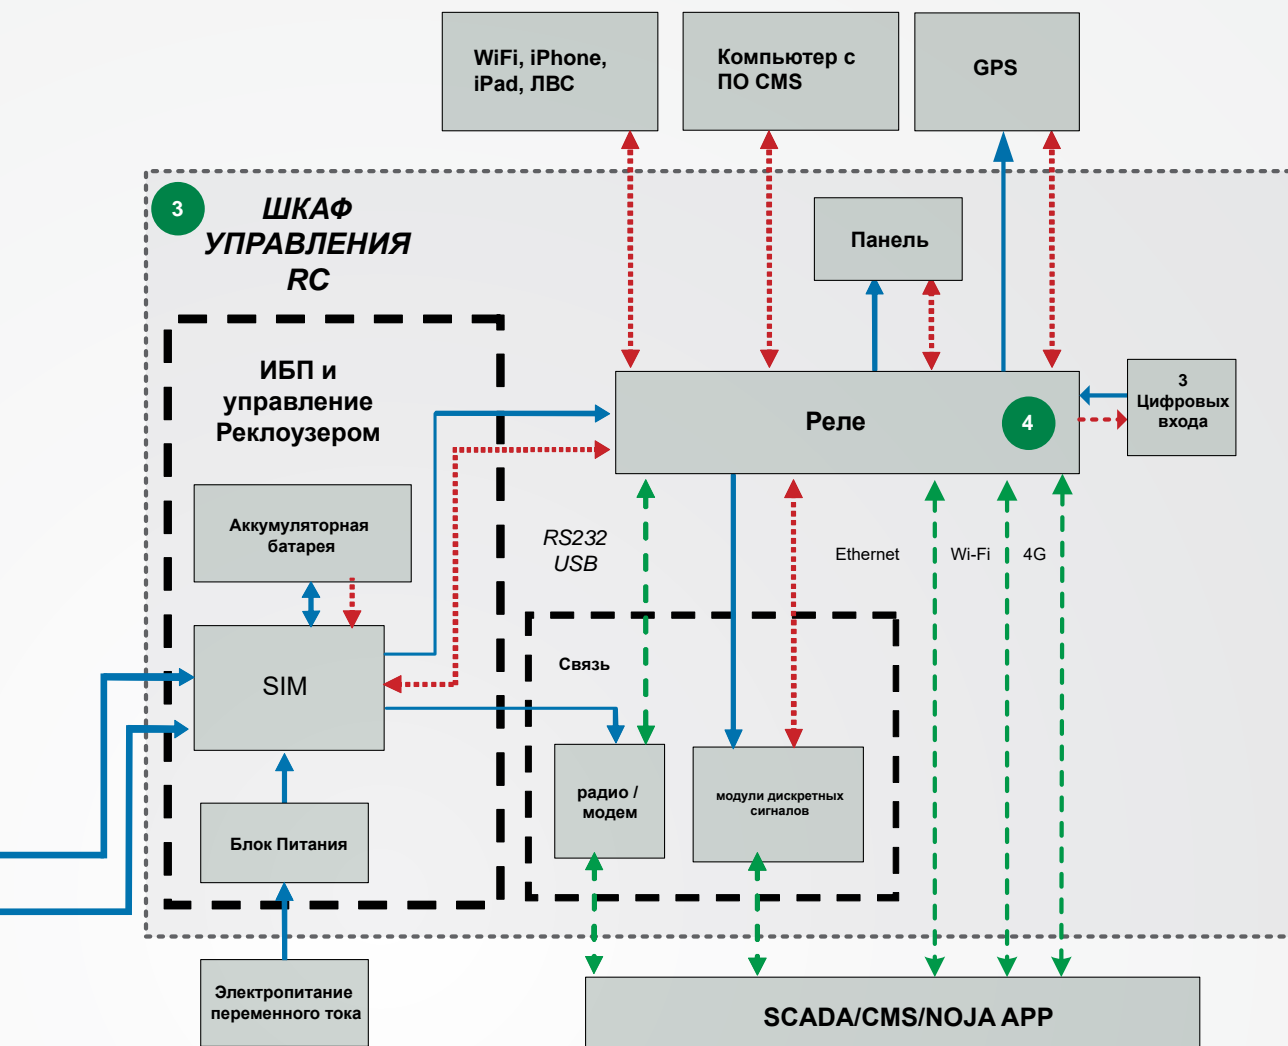 WiFi, iPhone,
iPad, ЛВС
Компьютер с
ПО CMS
GPS
3
ШКАФ
УПРАВЛЕНИЯ
RC
Панель
ИБП и
управление
Реклоузером
Реле
4
3
Цифровых
входа
Аккумуляторная
батарея
RS232
USB
Ethernet
Wi-Fi
4G
Связь
SIM
радио /
модем
модули дискретных
сигналов
Блок Питания
Электропитание
переменного тока
SCADA/CMS/NOJA APP